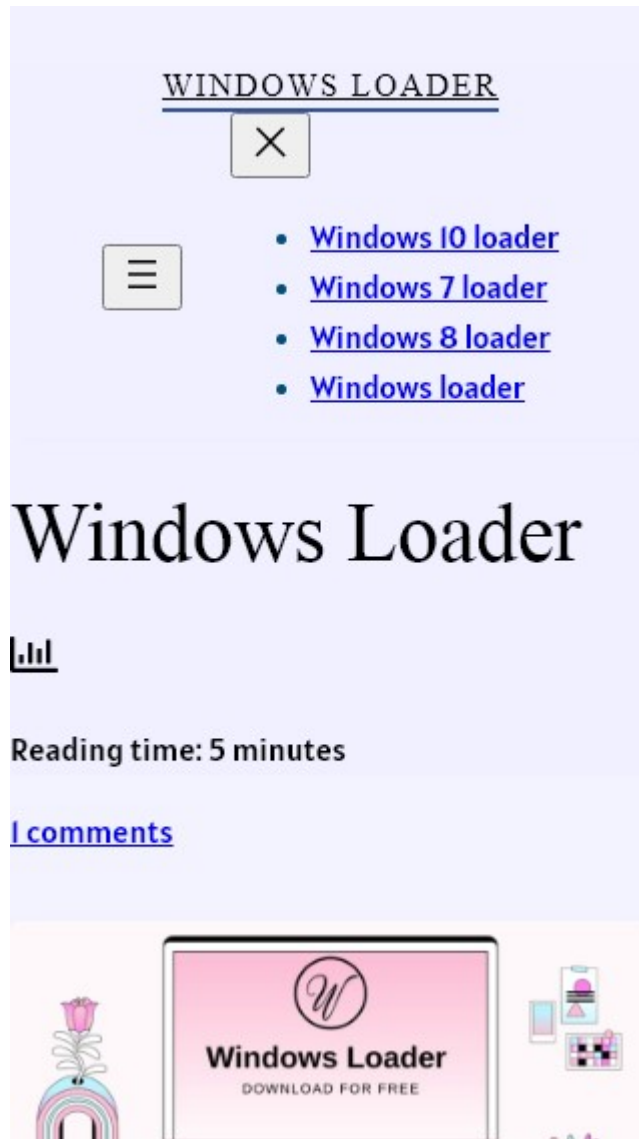 WINDOWS LOADER
Windows 10 loader
Windows 7 loader
Windows 8 loader
Windows loader
Windows Loader
Reading time: 5 minutes
1 comments
W
Windows Loader
DOWNLOAD FOR FREE